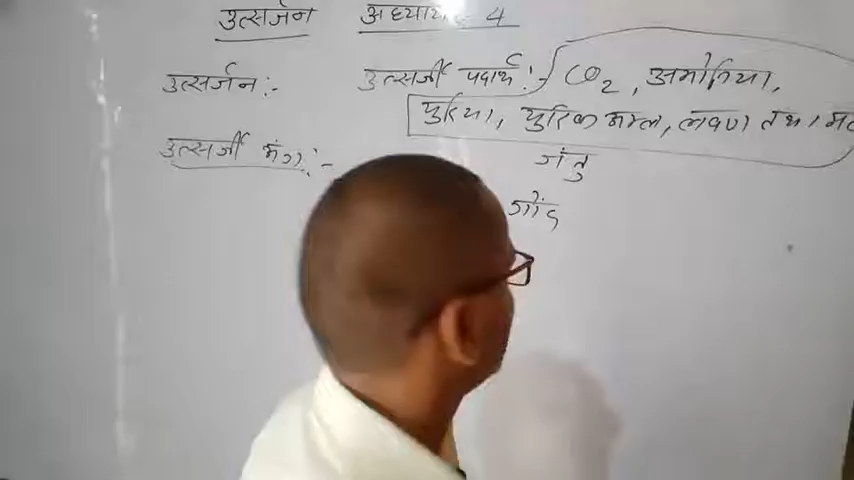 उत्सर्जन अध्याय 4
उत्सर्जन :- उत्सर्जी पदार्थ :- CO2, अमोनिया,
युरिया, युरिक अम्ल, लवण तथा
उत्सर्जी अंग :- जंतु
गोंद